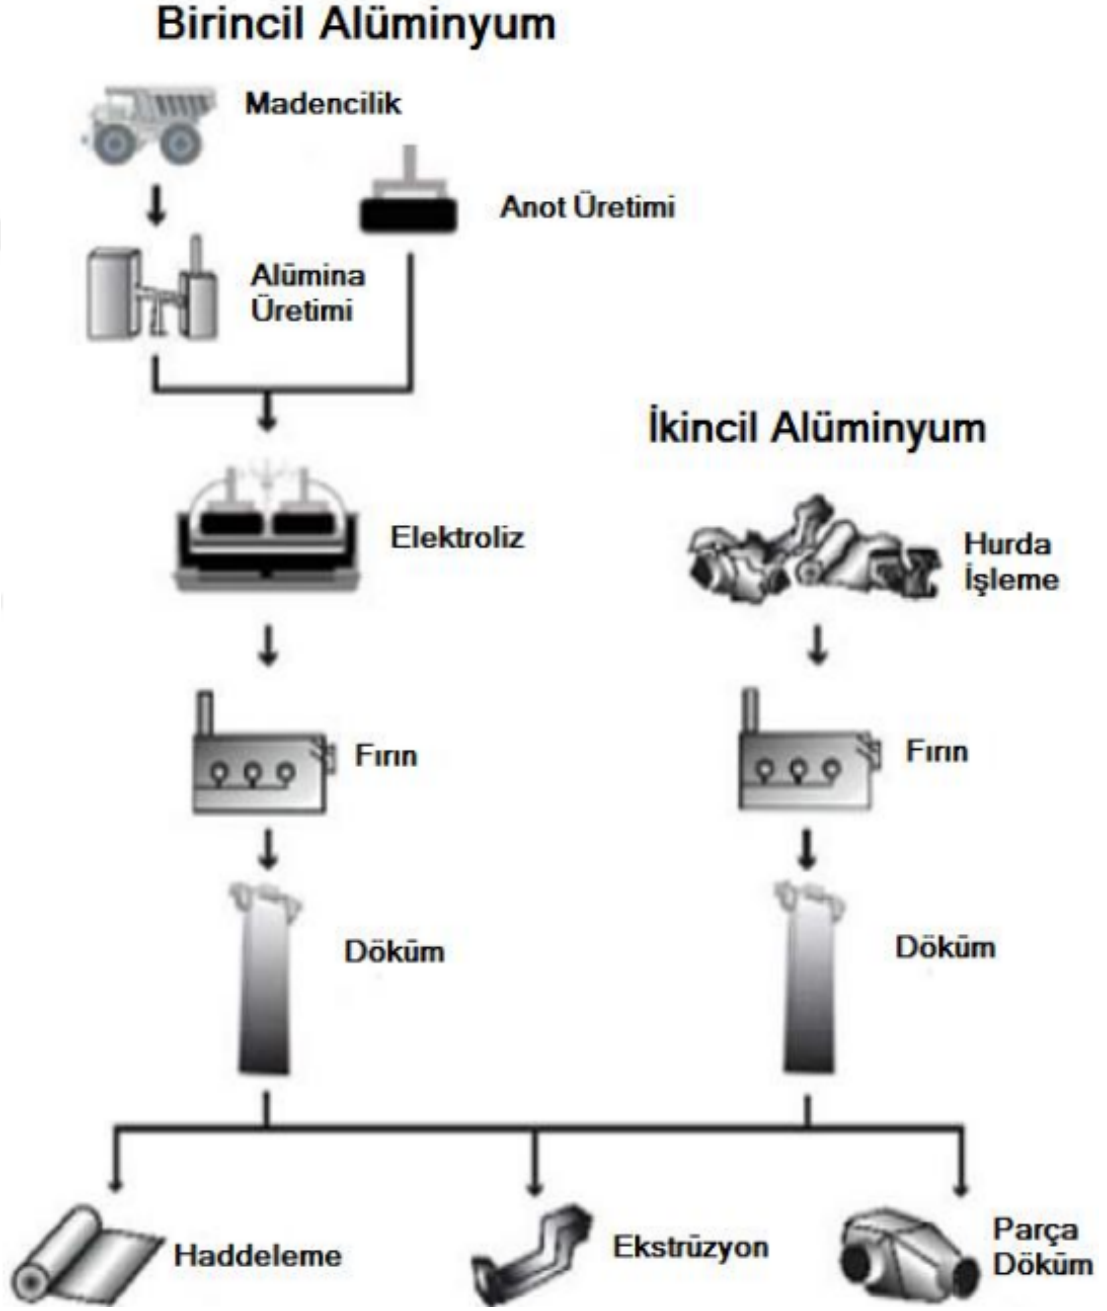 Birincil Alüminyum
Madencilik
Anot Üretimi
Alümina
Üretimi
İkincil Alüminyum
Elektroliz
Hurda
İşleme
Fırın
Fırın
Döküm
Döküm
Haddeleme
Ekstrüzyon
Parça
Döküm